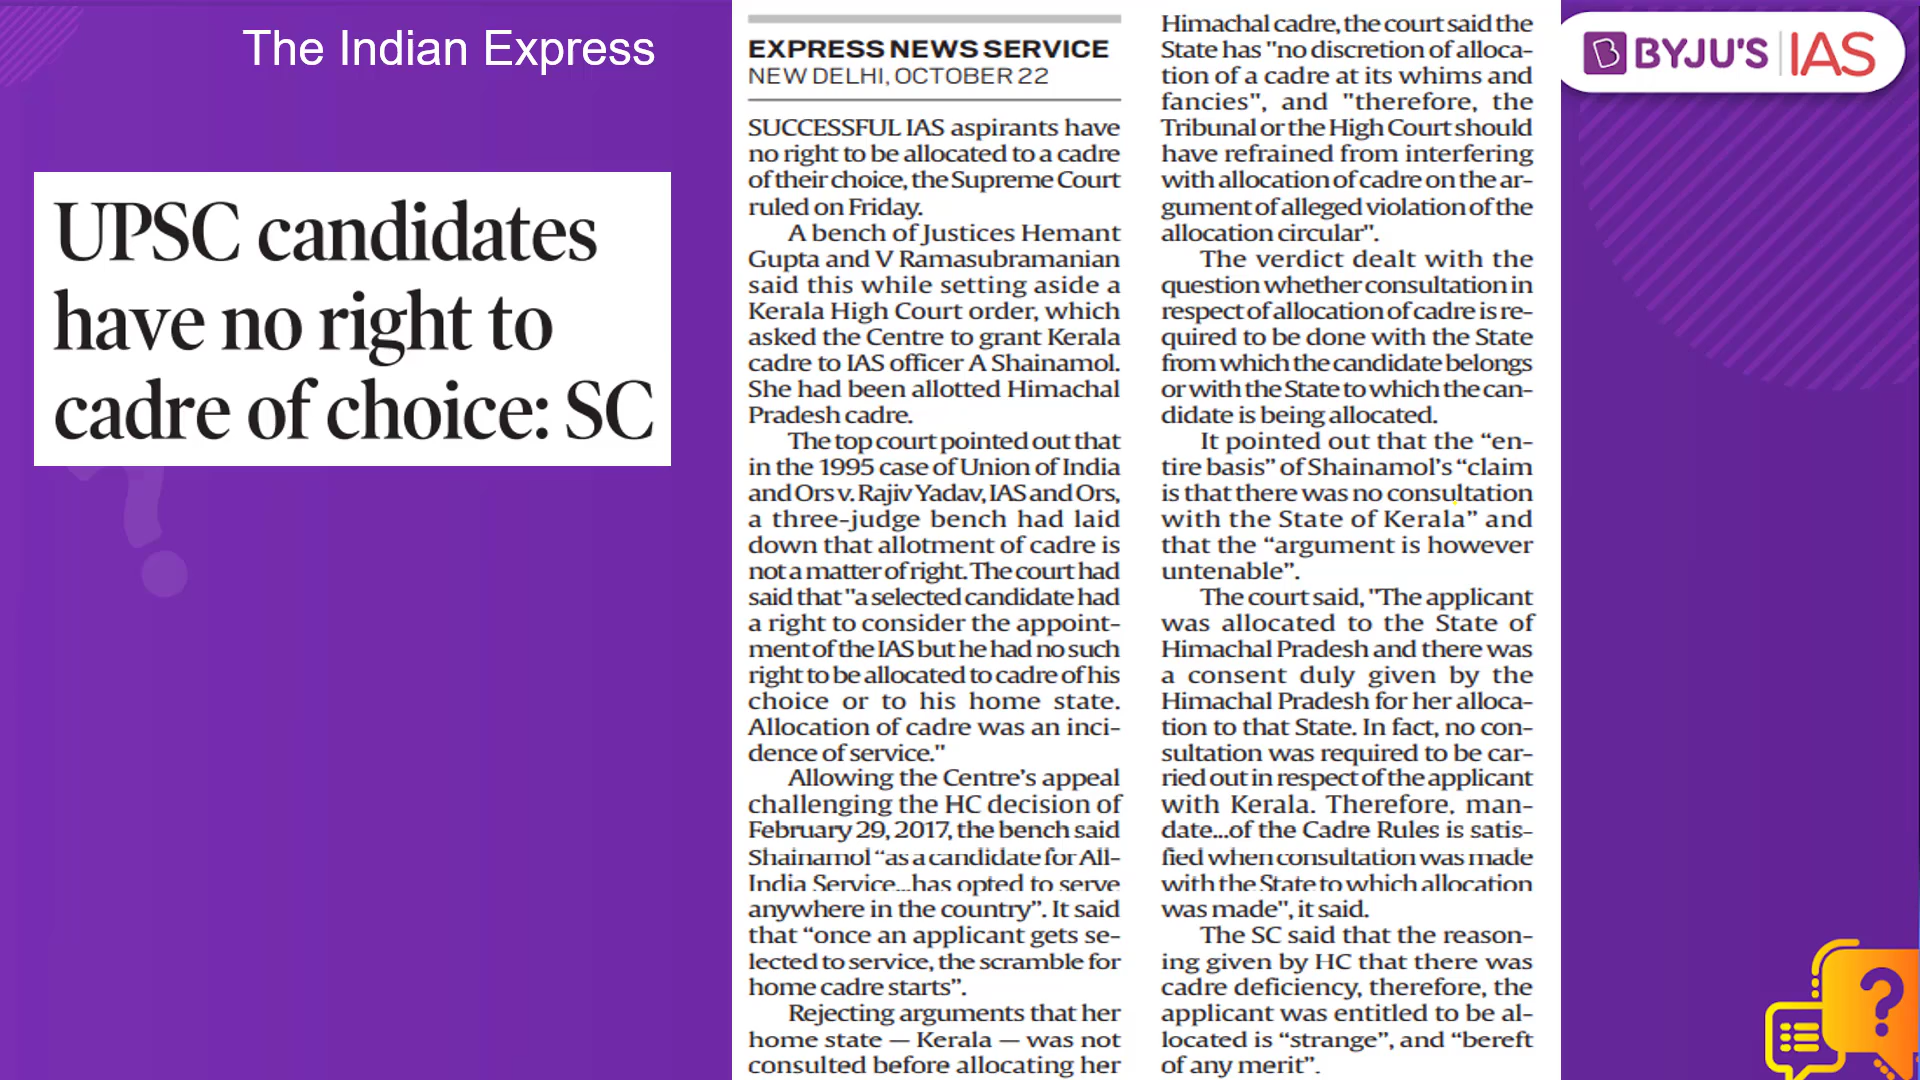 The Indian Express
BYJU'S IAS
UPSC candidates
have no right to
cadre of choice: SC
EXPRESS NEWS SERVICE
NEW DELHI, OCTOBER 22
SUCCESSFUL IAS aspirants have
no right to be allocated to a cadre
of their choice, the Supreme Court
ruled on Friday.
A bench of Justices Hemant
Gupta and V Ramasubramanian
said this while setting aside a
Kerala High Court order, which
asked the Centre to grant Kerala
cadre to IAS officer A Shainamol.
She had been allotted Himachal
Pradesh cadre.
The top court pointed out that
in the 1995 case of Union of India
and Ors v. Rajiv Yadav, IAS and Ors,
a three-judge bench had laid
down that allotment of cadre is
not a matter of right. The court had
said that "a selected candidate had
a right to consider the appoint-
ment of the IAS but he had no such
right to be allocated to cadre of his
choice or to his home state.
Allocation of cadre was an inci-
dence of service."
Allowing the Centre's appeal
challenging the HC decision of
February 29, 2017, the bench said
Shainamol “as a candidate for All-
India Service...has opted to serve
anywhere in the country”. It said
that “once an applicant gets se-
lected to service, the scramble for
home cadre starts”.
Rejecting arguments that her
home state — Kerala — was not
consulted before allocating her
Himachal cadre, the court said the
State has "no discretion of alloca-
tion of a cadre at its whims and
fancies", and "therefore, the
Tribunal or the High Court should
have refrained from interfering
with allocation of cadre on the ar-
gument of alleged violation of the
allocation circular".
The verdict dealt with the
question whether consultation in
respect of allocation of cadre is re-
quired to be done with the State
from which the candidate belongs
or with the State to which the can-
didate is being allocated.
It pointed out that the “en-
tire basis” of Shainamol’s “claim
is that there was no consultation
with the State of Kerala” and
that the “argument is however
untenable”.
The court said, "The applicant
was allocated to the State of
Himachal Pradesh and there was
a consent duly given by the
Himachal Pradesh for her alloca-
tion to that State. In fact, no con-
sultation was required to be car-
ried out in respect of the applicant
with Kerala. Therefore, man-
date...of the Cadre Rules is satis-
fied when consultation was made
with the State to which allocation
was made", it said.
The SC said that the reason-
ing given by HC that there was
cadre deficiency, therefore, the
applicant was entitled to be al-
located is “strange”, and “bereft
of any merit”.